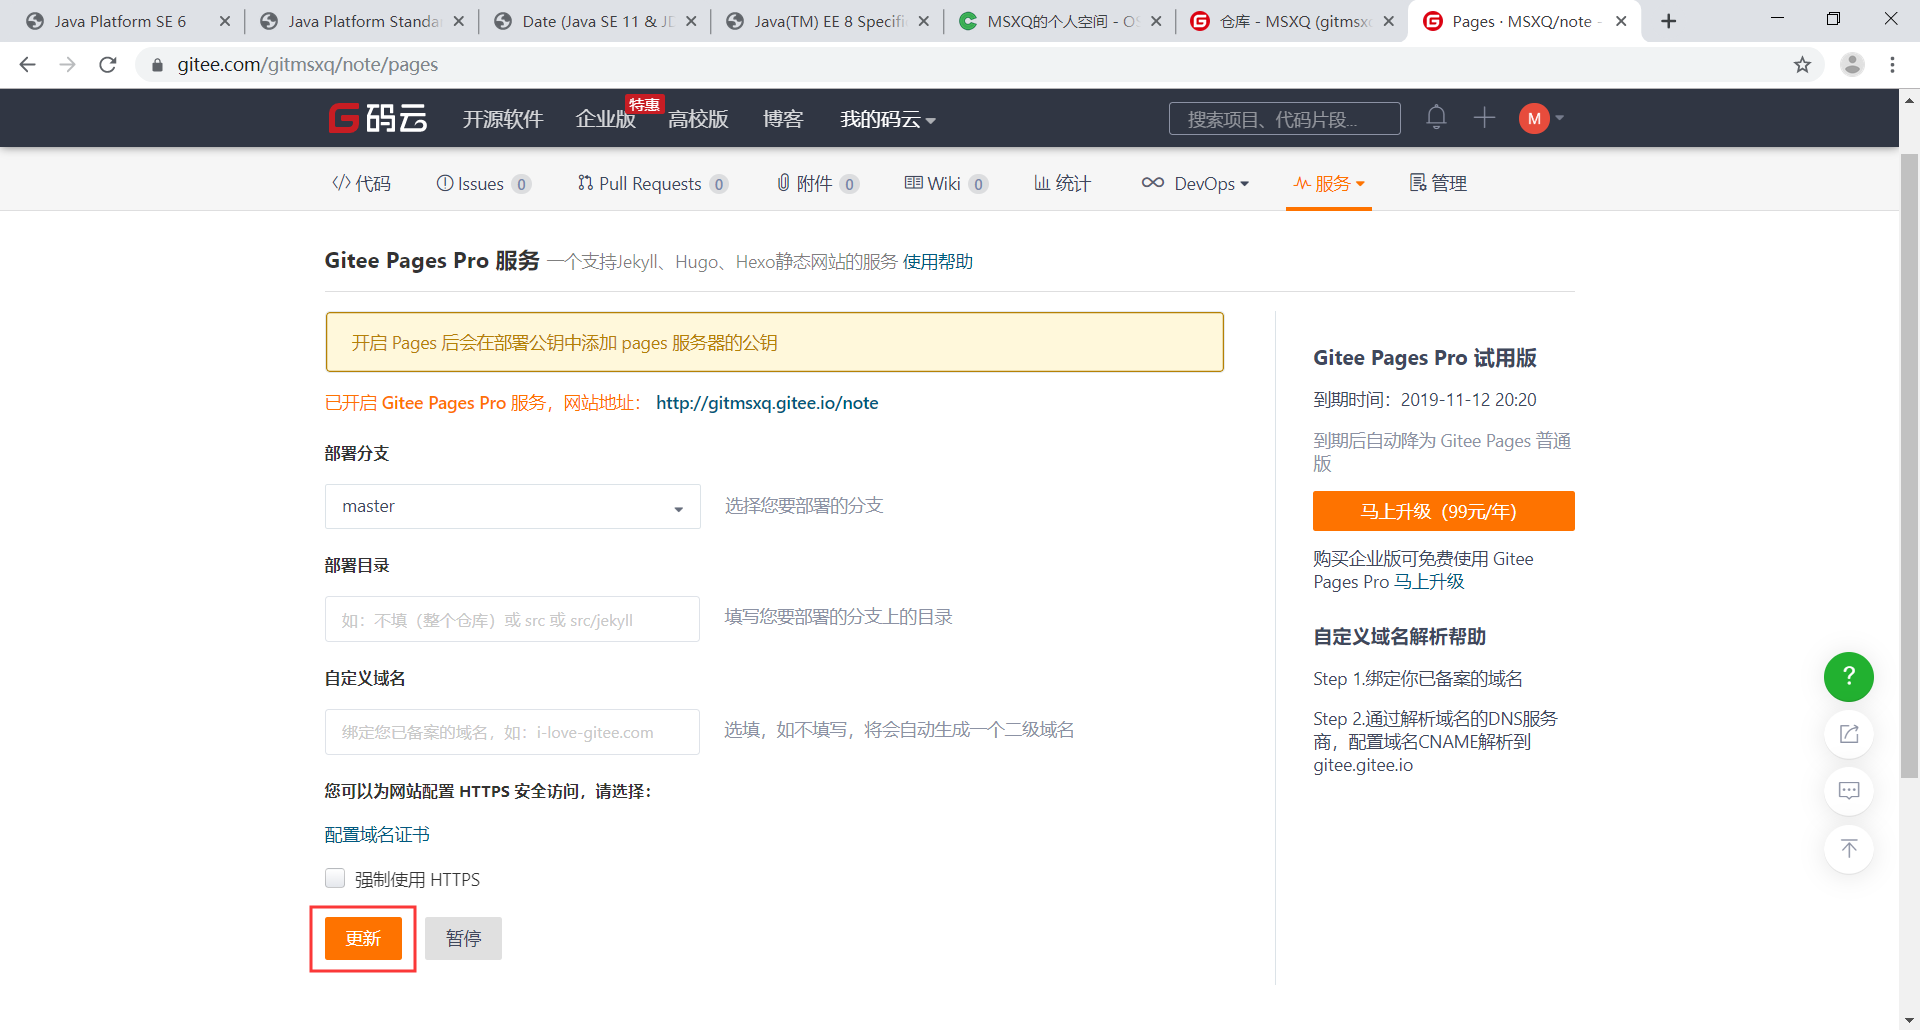 Java Platform SE 6
Java Platform Standa
Date (Java SE 11 & JD
Java(TM) EE 8 Specifi
MSXQ的个人空间 - OS
仓库 - MSXQ (gitmsxq
Pages · MSXQ/note -
gitee.com/gitmsxq/note/pages
码云
开源软件
企业版
特惠
高校版
博客
我的码云
搜索项目、代码片段...
M
代码
Issues 0
Pull Requests 0
附件 0
Wiki 0
统计
DevOps
服务
管理
Gitee Pages Pro 服务 一个支持Jekyll、Hugo、Hexo静态网站的服务 使用帮助
开启 Pages 后会在部署公钥中添加 pages 服务器的公钥
已开启 Gitee Pages Pro 服务，网站地址： http://gitmsxq.gitee.io/note
部署分支
master
选择您要部署的分支
部署目录
如：不填（整个仓库）或 src 或 src/jekyll
填写您要部署的分支上的目录
自定义域名
绑定您已备案的域名，如：i-love-gitee.com
选填，如不填写，将会自动生成一个二级域名
您可以为网站配置 HTTPS 安全访问，请选择：
配置域名证书
强制使用 HTTPS
更新
暂停
Gitee Pages Pro 试用版
到期时间：2019-11-12 20:20
到期后自动降为 Gitee Pages 普通
版
马上升级（99元/年）
购买企业版可免费使用 Gitee
Pages Pro 马上升级
自定义域名解析帮助
Step 1.绑定你已备案的域名
Step 2.通过解析域名的DNS服务
商，配置域名CNAME解析到
gitee.gitee.io
?